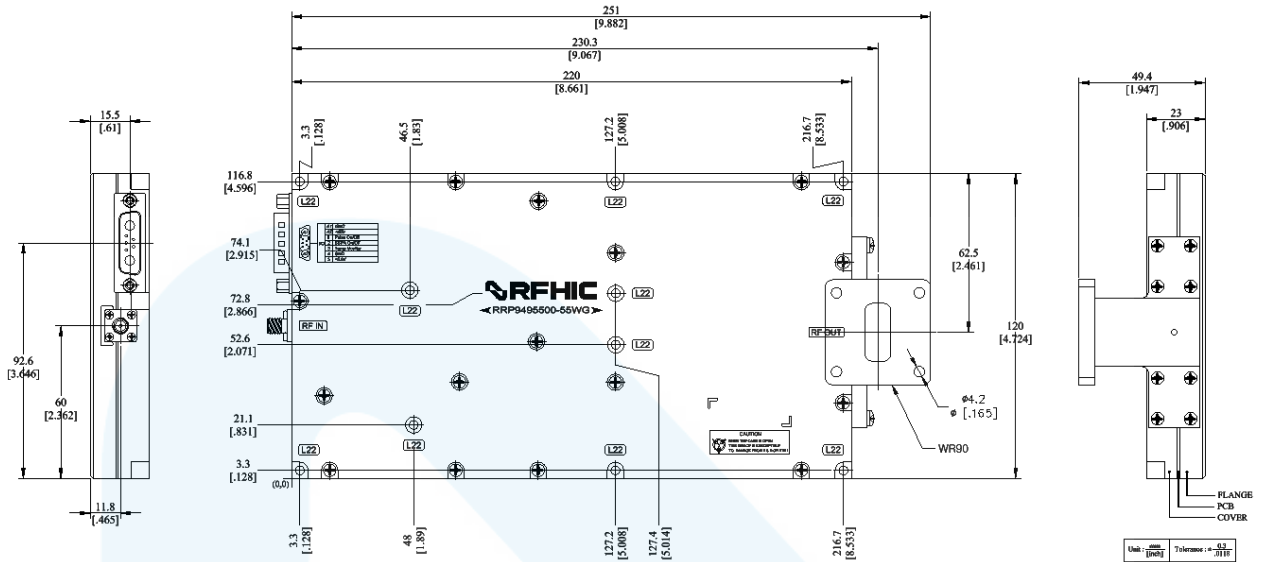 251
[9.882]
230.3
[9.067]
220
[8.661]
49.4
[1.947]
23
[.906]
15.5
[.61]
3.3
[.128]
46.5
[1.83]
127.2
[5.008]
216.7
[8.533]
116.8
[4.596]
L22
L22
L22
74.1
[2.915]
62.5
[2.461]
RFHIC
RRP9495500-55WG
L22
L22
72.8
[2.866]
RF IN
RF OUT
52.6
[2.071]
L22
120
[4.724]
92.6
[3.646]
60
[2.362]
ø4.2
ø [.165]
21.1
[.831]
CAUTION
WR90
L22
L22
L22
L22
3.3
[.128]
(0,0)
11.8
[.465]
3.3
[.128]
48
[1.89]
127.2
[5.008]
127.4
[5.014]
216.7
[8.533]
FLANGE
PCB
COVER
Unit : mm
[inch]
Tolerance : ± 0.3
.0118